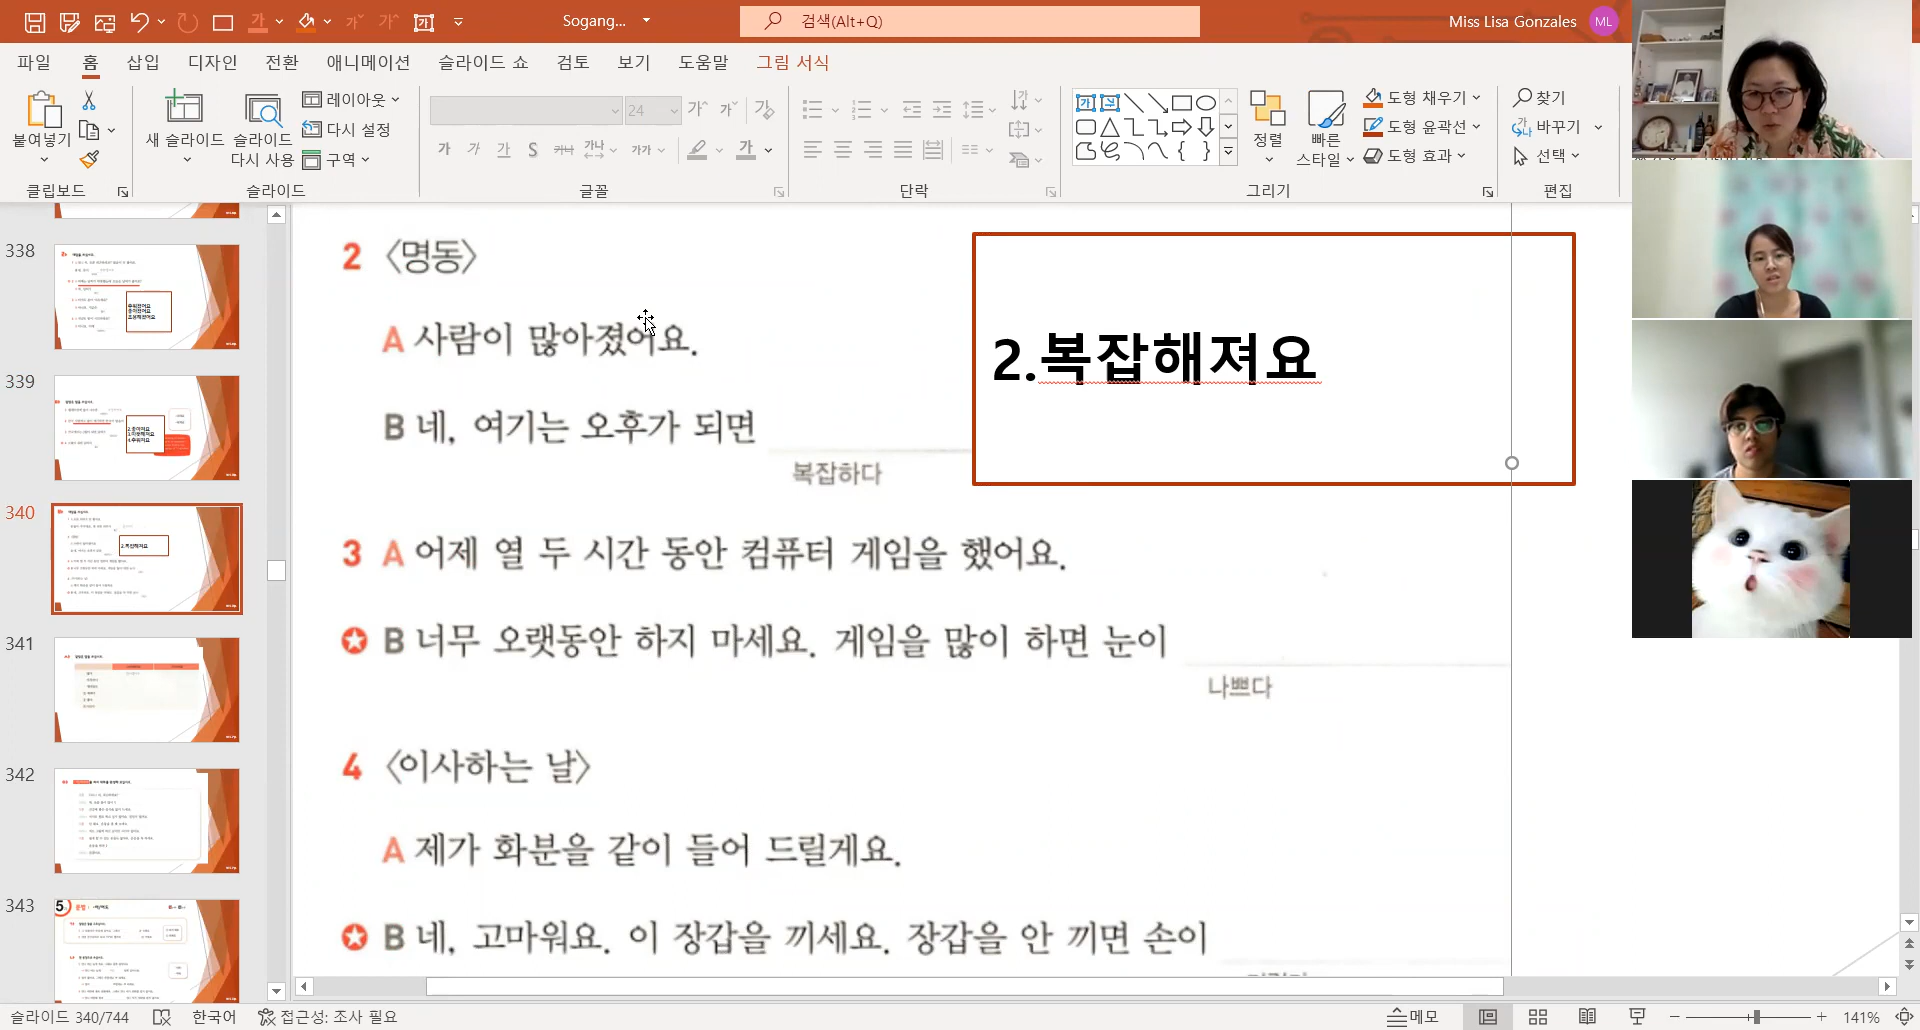 Sogang...
검색(Alt+Q)
Miss Lisa Gonzales
ML
파일 홈 삽입 디자인 전환 애니메이션 슬라이드 쇼 검토 보기 도움말 그림 서식
붙여넣기
클립보드
새 슬라이드
슬라이드 다시 사용
레이아웃
다시 설정
구역
슬라이드
24
글꼴
단락
정렬
빠른 스타일
도형 채우기
도형 윤곽선
도형 효과
그리기
찾기
바꾸기
선택
편집
338
339
340
341
342
343
2 〈명동〉
A 사람이 많아졌어요.
B 네, 여기는 오후가 되면
복잡하다
2.복잡해져요
3 A 어제 열 두 시간 동안 컴퓨터 게임을 했어요.
B 너무 오랫동안 하지 마세요. 게임을 많이 하면 눈이
나쁘다
4 〈이사하는 날〉
A 제가 화분을 같이 들어 드릴게요.
B 네, 고마워요. 이 장갑을 끼세요. 장갑을 안 끼면 손이
슬라이드 340/744
한국어
접근성: 조사 필요
메모
141%